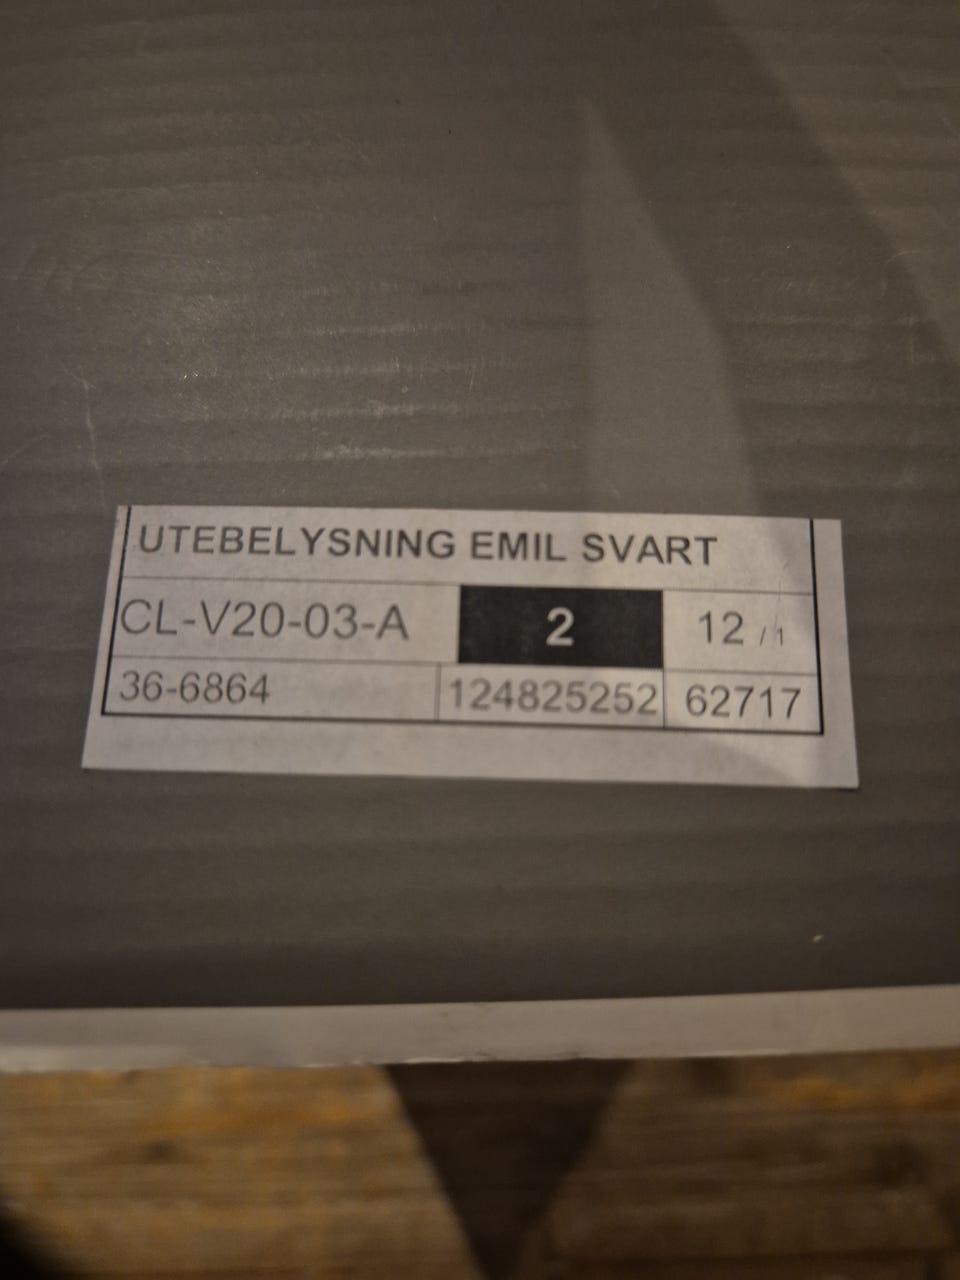 UTEBELYSNING EMIL SVART
CL-V20-03-A 2 12 / 1
36-6864 124825252 62717